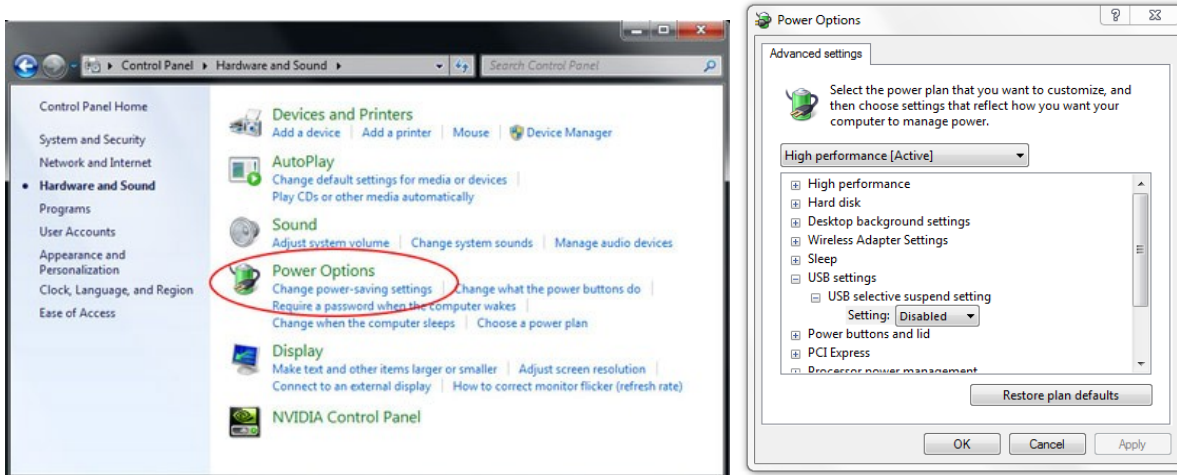 Control Panel ▸ Hardware and Sound ▸
Search Control Panel
Control Panel Home
System and Security
Network and Internet
Hardware and Sound
Programs
User Accounts
Appearance and
Personalization
Clock, Language, and Region
Ease of Access
Devices and Printers
Add a device | Add a printer | Mouse | Device Manager
AutoPlay
Change default settings for media or devices |
Play CDs or other media automatically
Sound
Adjust system volume | Change system sounds | Manage audio devices
Power Options
Change power-saving settings | Change what the power buttons do |
Require a password when the computer wakes |
Change when the computer sleeps | Choose a power plan
Display
Make text and other items larger or smaller | Adjust screen resolution |
Connect to an external display | How to correct monitor flicker (refresh rate)
NVIDIA Control Panel
Power Options
Advanced settings
Select the power plan that you want to customize, and
then choose settings that reflect how you want your
computer to manage power.
High performance [Active]
High performance
Hard disk
Desktop background settings
Wireless Adapter Settings
Sleep
USB settings
USB selective suspend setting
Setting: Disabled
Power buttons and lid
PCI Express
Processor power management
Restore plan defaults
OK Cancel Apply